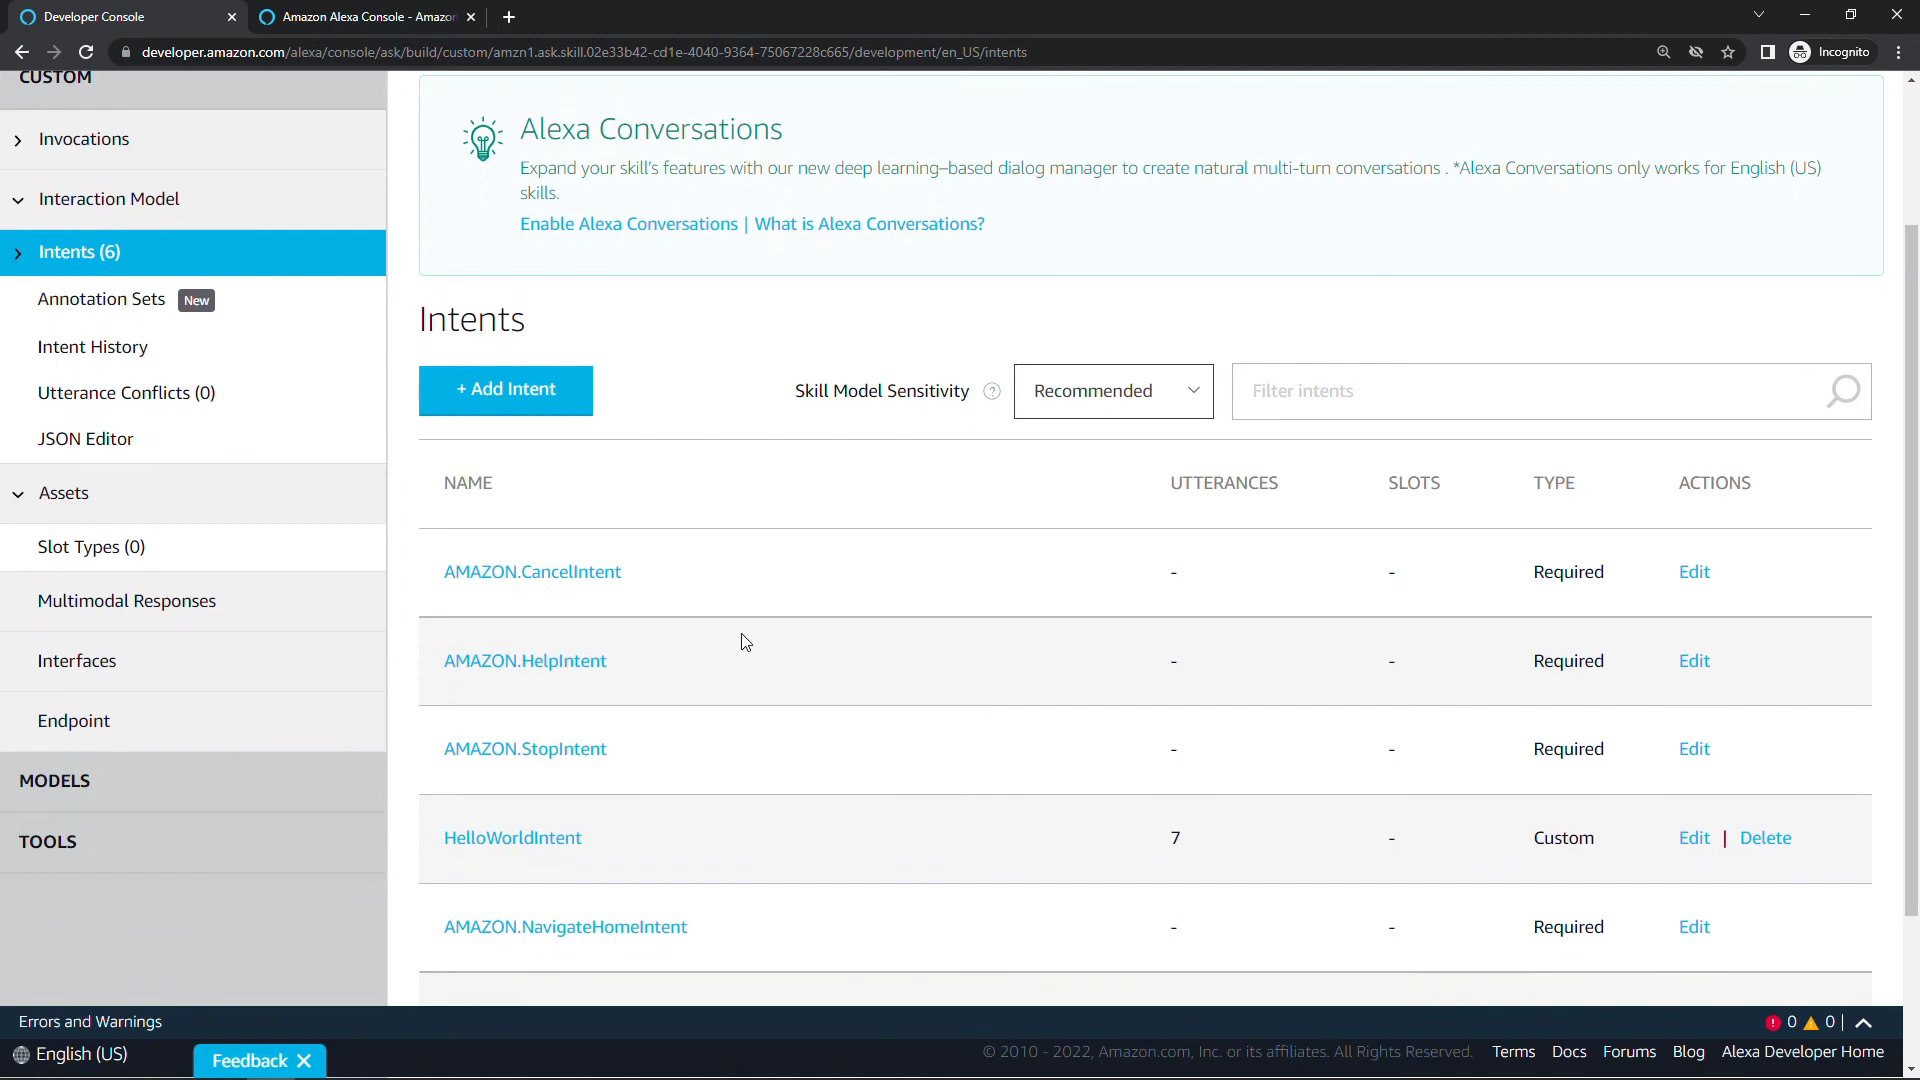 Developer Console
Amazon Alexa Console - Amazon
developer.amazon.com/alexa/console/ask/build/custom/amzn1.ask.skill.02e33b42-cd1e-4040-9364-75067228c665/development/en_US/intents
Incognito
CUSTOM
Invocations
Interaction Model
Intents (6)
Annotation Sets New
Intent History
Utterance Conflicts (0)
JSON Editor
Assets
Slot Types (0)
Multimodal Responses
Interfaces
Endpoint
MODELS
TOOLS
Alexa Conversations
Expand your skill's features with our new deep learning–based dialog manager to create natural multi-turn conversations . *Alexa Conversations only works for English (US)
skills.
Enable Alexa Conversations | What is Alexa Conversations?
Intents
+ Add Intent
Skill Model Sensitivity ? Recommended
Filter intents
NAME UTTERANCES SLOTS TYPE ACTIONS
AMAZON.CancelIntent - - Required Edit
AMAZON.HelpIntent - - Required Edit
AMAZON.StopIntent - - Required Edit
HelloWorldIntent 7 - Custom Edit | Delete
AMAZON.NavigateHomeIntent - - Required Edit
Errors and Warnings
! 0 0
English (US)
Feedback
© 2010 - 2022, Amazon.com, Inc. or its affiliates. All Rights Reserved.
Terms Docs Forums Blog Alexa Developer Home